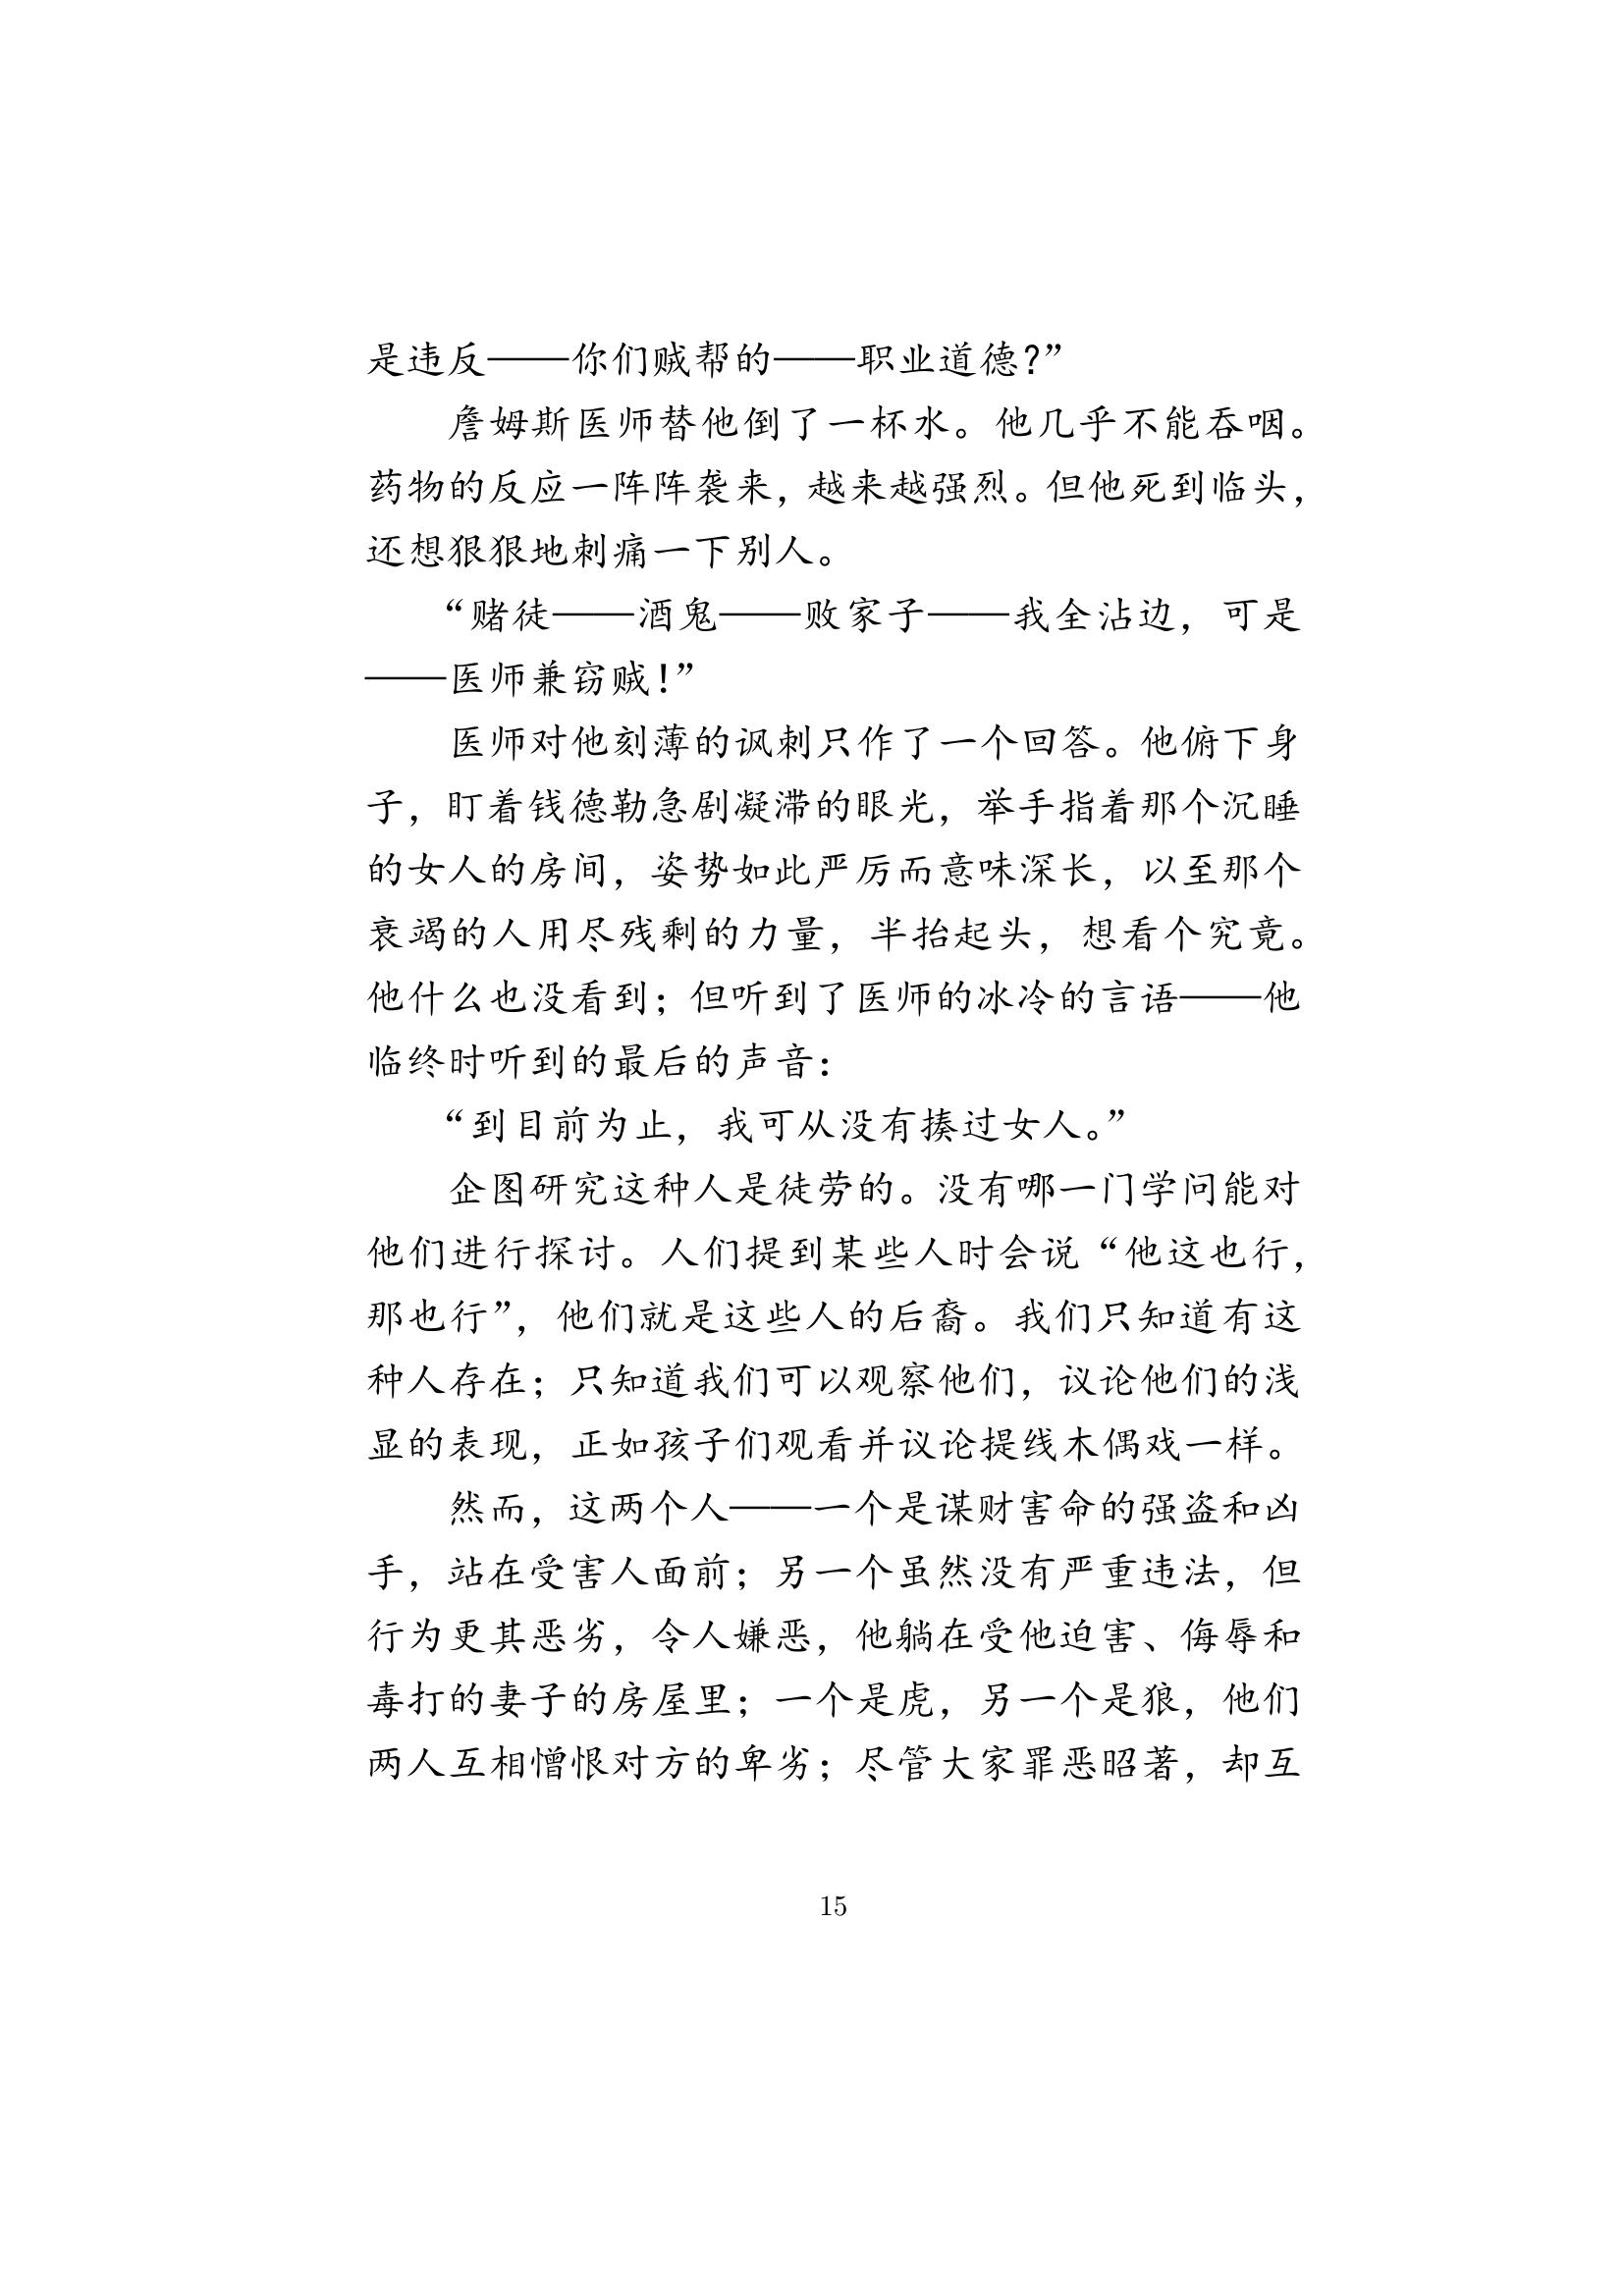 是违反——你们贼帮的——职业道德？”
詹姆斯医师替他倒了一杯水。他几乎不能吞咽。
药物的反应一阵阵袭来，越来越强烈。但他死到临头，
还想狠狠地刺痛一下别人。
“赌徒——酒鬼——败家子——我全沾边，可是
——医师兼窃贼！”
医师对他刻薄的讽刺只作了一个回答。他俯下身
子，盯着钱德勒急剧凝滞的眼光，举手指着那个沉睡
的女人的房间，姿势如此严厉而意味深长，以至那个
衰竭的人用尽残剩的力量，半抬起头，想看个究竟。
他什么也没看到；但听到了医师的冰冷的言语——他
临终时听到的最后的声音：
“到目前为止，我可从没有揍过女人。”
企图研究这种人是徒劳的。没有哪一门学问能对
他们进行探讨。人们提到某些人时会说“他这也行，
那也行”，他们就是这些人的后裔。我们只知道有这
种人存在；只知道我们可以观察他们，议论他们的浅
显的表现，正如孩子们观看并议论提线木偶戏一样。
然而，这两个人——一个是谋财害命的强盗和凶
手，站在受害人面前；另一个虽然没有严重违法，但
行为更其恶劣，令人嫌恶，他躺在受他迫害、侮辱和
毒打的妻子的房屋里；一个是虎，另一个是狼，他们
两人互相憎恨对方的卑劣；尽管大家罪恶昭著，却互
15